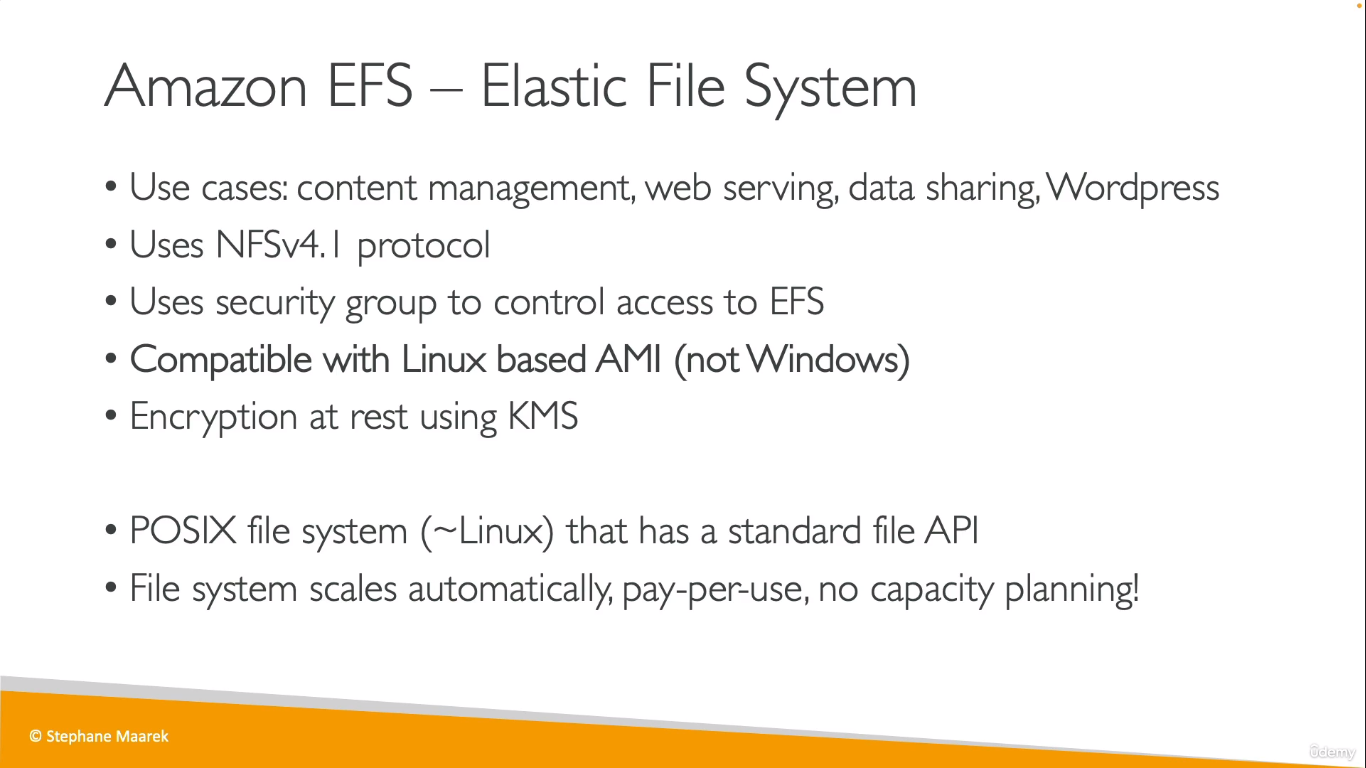 Amazon EFS – Elastic File System
• Use cases: content management, web serving, data sharing, Wordpress
• Uses NFSv4.1 protocol
• Uses security group to control access to EFS
• Compatible with Linux based AMI (not Windows)
• Encryption at rest using KMS
• POSIX file system (~Linux) that has a standard file API
• File system scales automatically, pay-per-use, no capacity planning!
© Stephane Maarek
ûdemy